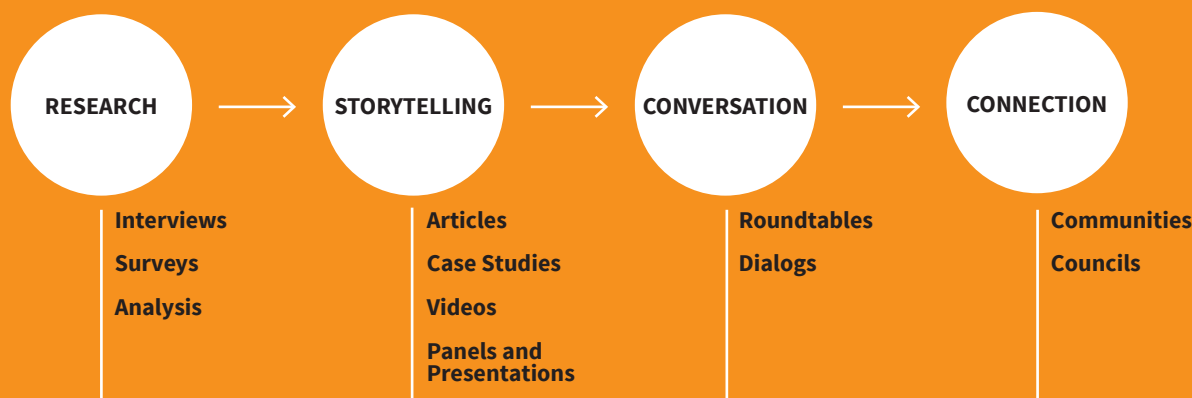 RESEARCH
STORYTELLING
CONVERSATION
CONNECTION
Interviews
Surveys
Analysis
Articles
Case Studies
Videos
Panels and
Presentations
Roundtables
Dialogs
Communities
Councils